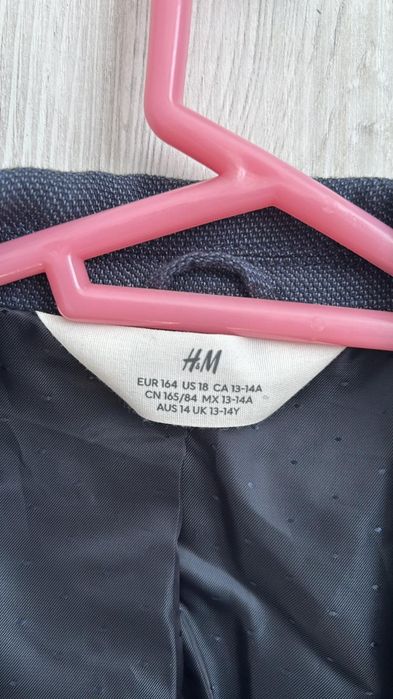 H&M
EUR 164 US 18 CA 13-14A
CN 165/84 MX 13-14A
AUS 14 UK 13-14Y